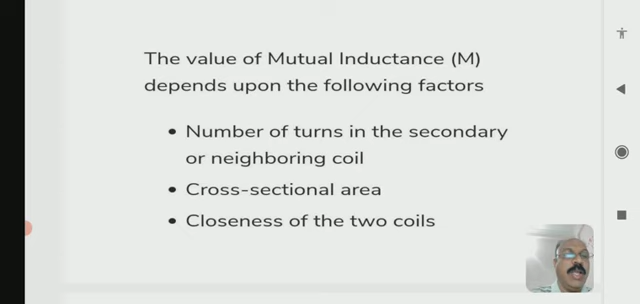 The value of Mutual Inductance (M)
depends upon the following factors
• Number of turns in the secondary
or neighboring coil
• Cross-sectional area
• Closeness of the two coils